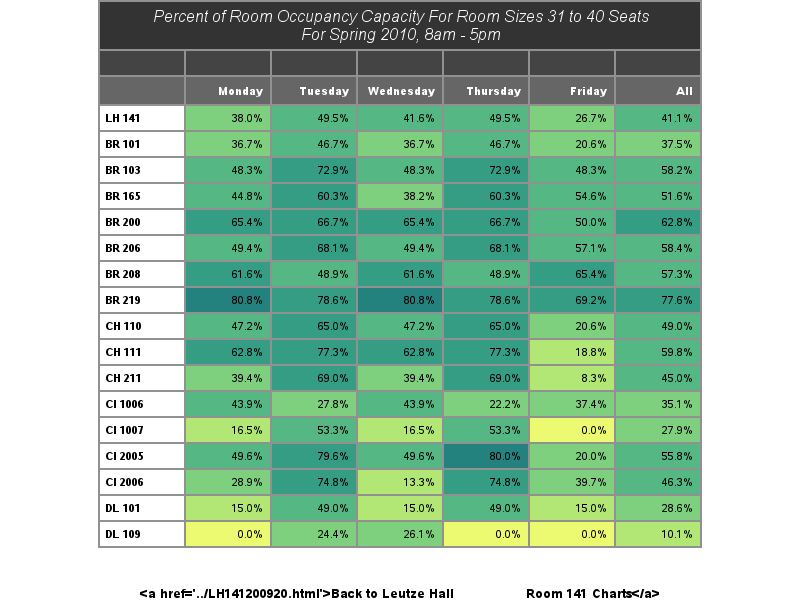 Percent of Room Occupancy Capacity For Room Sizes 31 to 40 Seats
For Spring 2010, 8am - 5pm
Monday Tuesday Wednesday Thursday Friday All
LH 141 38.0% 49.5% 41.6% 49.5% 26.7% 41.1%
BR 101 36.7% 46.7% 36.7% 46.7% 20.6% 37.5%
BR 103 48.3% 72.9% 48.3% 72.9% 48.3% 58.2%
BR 165 44.8% 60.3% 38.2% 60.3% 54.6% 51.6%
BR 200 65.4% 66.7% 65.4% 66.7% 50.0% 62.8%
BR 206 49.4% 68.1% 49.4% 68.1% 57.1% 58.4%
BR 208 61.6% 48.9% 61.6% 48.9% 65.4% 57.3%
BR 219 80.8% 78.6% 80.8% 78.6% 69.2% 77.6%
CH 110 47.2% 65.0% 47.2% 65.0% 20.6% 49.0%
CH 111 62.8% 77.3% 62.8% 77.3% 18.8% 59.8%
CH 211 39.4% 69.0% 39.4% 69.0% 8.3% 45.0%
CI 1006 43.9% 27.8% 43.9% 22.2% 37.4% 35.1%
CI 1007 16.5% 53.3% 16.5% 53.3% 0.0% 27.9%
CI 2005 49.6% 79.6% 49.6% 80.0% 20.0% 55.8%
CI 2006 28.9% 74.8% 13.3% 74.8% 39.7% 46.3%
DL 101 15.0% 49.0% 15.0% 49.0% 15.0% 28.6%
DL 109 0.0% 24.4% 26.1% 0.0% 0.0% 10.1%
<a href='../LH141200920.html'>Back to Leutze Hall Room 141 Charts</a>